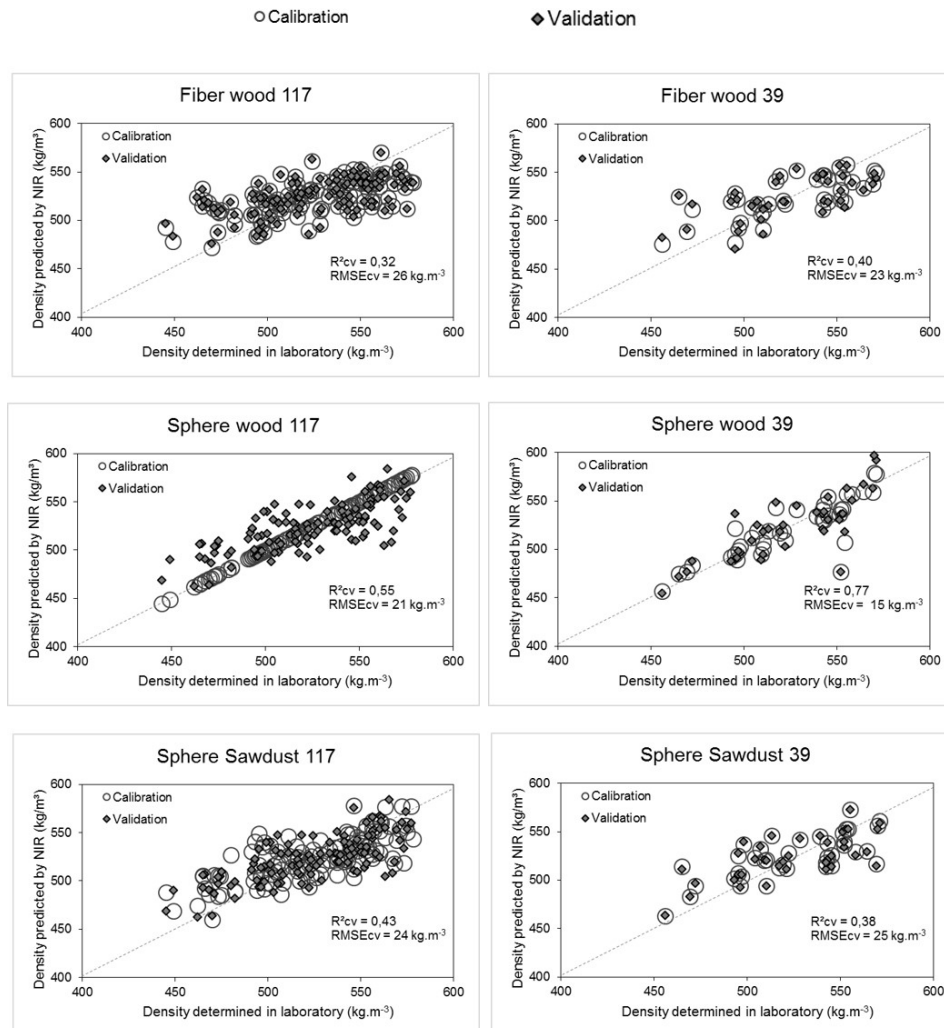 Calibration Validation
Fiber wood 117
Density predicted by NIR (kg/m³)
600
550
500
450
400
Calibration
Validation
R²cv = 0,32
RMSEcv = 26 kg.m⁻³
400 450 500 550 600
Density determined in laboratory (kg.m⁻³)
Fiber wood 39
Density predicted by NIR (kg/m³)
600
550
500
450
400
Calibration
Validation
R²cv = 0,40
RMSEcv = 23 kg.m⁻³
400 450 500 550 600
Density determined in laboratory (kg.m⁻³)
Sphere wood 117
Density predicted by NIR (kg/m³)
600
550
500
450
400
Calibration
Validation
R²cv = 0,55
RMSEcv = 21 kg.m⁻³
400 450 500 550 600
Density determined in laboratory (kg.m⁻³)
Sphere wood 39
Density predicted by NIR (kg/m³)
600
550
500
450
400
Calibration
Validation
R²cv = 0,77
RMSEcv = 15 kg.m⁻³
400 450 500 550 600
Density determined in laboratory (kg.m⁻³)
Sphere Sawdust 117
Density predicted by NIR (kg/m³)
600
550
500
450
400
Calibration
Validation
R²cv = 0,43
RMSEcv = 24 kg.m⁻³
400 450 500 550 600
Density determined in laboratory (kg.m⁻³)
Sphere Sawdust 39
Density predicted by NIR (kg/m³)
600
550
500
450
400
Calibration
Validation
R²cv = 0,38
RMSEcv = 25 kg.m⁻³
400 450 500 550 600
Density determined in laboratory (kg.m⁻³)